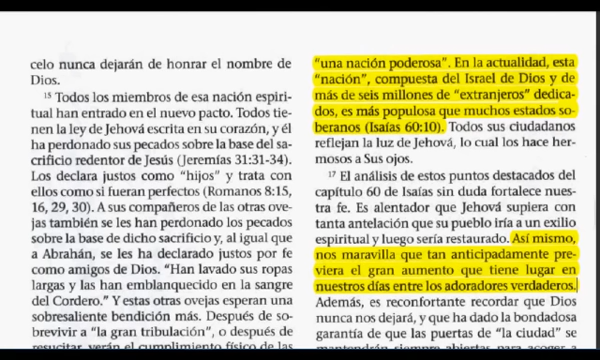 celo nunca dejarán de honrar el nombre de
Dios.
15 Todos los miembros de esa nación espiri-
tual han entrado en el nuevo pacto. Todos tie-
nen la ley de Jehová escrita en su corazón, y él
ha perdonado sus pecados sobre la base del sa-
crificio redentor de Jesús (Jeremías 31:31-34).
Los declara justos como “hijos” y trata con
ellos como si fueran perfectos (Romanos 8:15,
16, 29, 30). A sus compañeros de las otras ove-
jas también se les han perdonado los pecados
sobre la base de dicho sacrificio y, al igual que
a Abrahán, se les ha declarado justos por fe
como amigos de Dios. “Han lavado sus ropas
largas y las han emblanquecido en la sangre
del Cordero.” Y estas otras ovejas esperan una
sobresaliente bendición más. Después de so-
brevivir a “la gran tribulación”, o después de
resucitar, verán el cumplimiento físico de las
“una nación poderosa”. En la actualidad, esta
“nación”, compuesta del Israel de Dios y de
más de seis millones de “extranjeros” dedica-
dos, es más populosa que muchos estados so-
beranos (Isaías 60:10). Todos sus ciudadanos
reflejan la luz de Jehová, lo cual los hace her-
mosos a Sus ojos.
17 El análisis de estos puntos destacados del
capítulo 60 de Isaías sin duda fortalece nues-
tra fe. Es alentador que Jehová supiera con
tanta antelación que su pueblo iría a un exilio
espiritual y luego sería restaurado. Así mismo,
nos maravilla que tan anticipadamente pre-
viera el gran aumento que tiene lugar en
nuestros días entre los adoradores verdaderos.
Además, es reconfortante recordar que Dios
nunca nos dejará, y que ha dado la bondadosa
garantía de que las puertas de “la ciudad” se
mantendrán siempre abiertas para acoger a